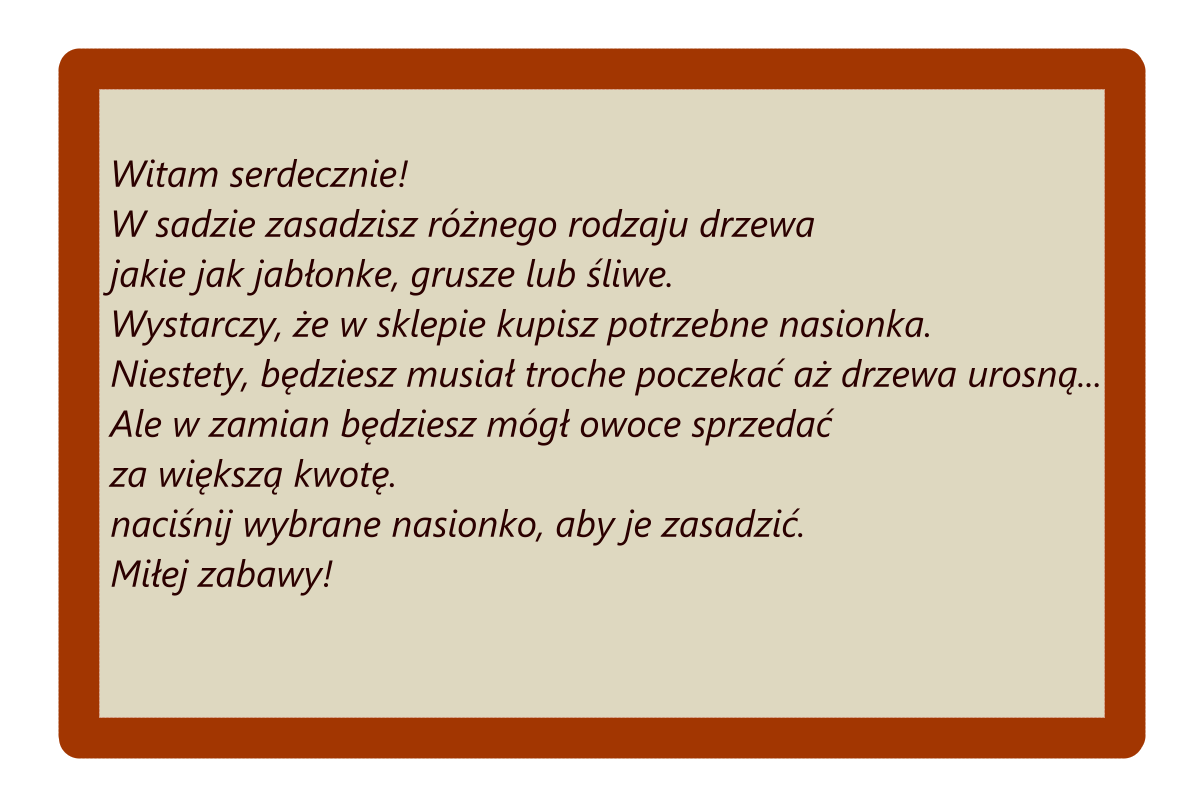 Witam serdecznie!
W sadzie zasadzisz różnego rodzaju drzewa
jakie jak jabłonke, grusze lub śliwe.
Wystarczy, że w sklepie kupisz potrzebne nasionka.
Niestety, będziesz musiał troche poczekać aż drzewa urosną...
Ale w zamian będziesz mógł owoce sprzedać
za większą kwotę.
naciśnij wybrane nasionko, aby je zasadzić.
Miłej zabawy!